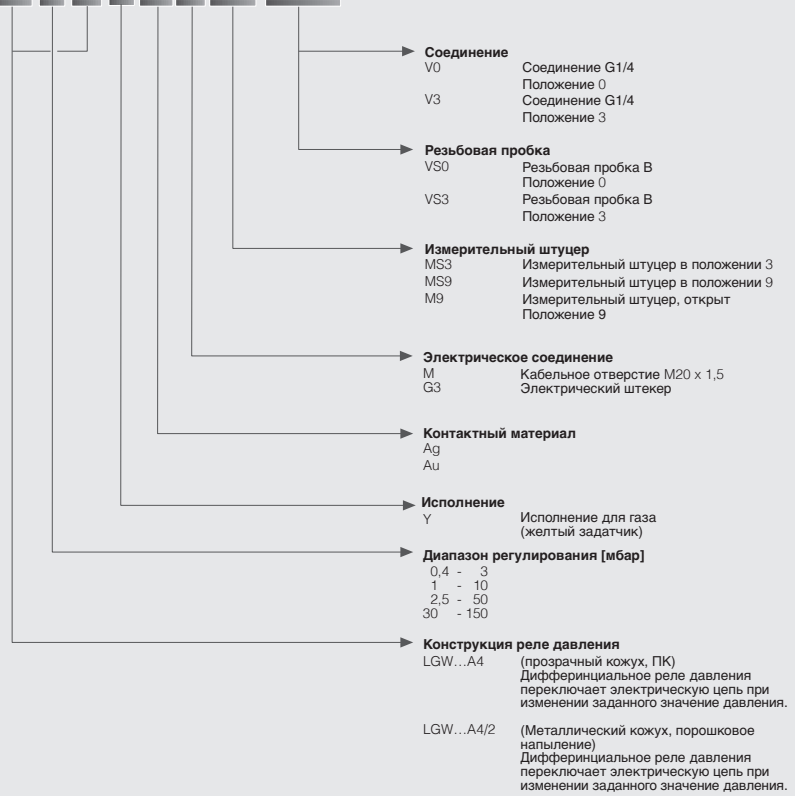 Соединение
V0 Соединение G1/4
Положение 0
V3 Соединение G1/4
Положение 3
Резьбовая пробка
VS0 Резьбовая пробка В
Положение 0
VS3 Резьбовая пробка В
Положение 3
Измерительный штуцер
MS3 Измерительный штуцер в положении 3
MS9 Измерительный штуцер в положении 9
M9 Измерительный штуцер, открыт
Положение 9
Электрическое соединение
M Кабельное отверстие M20 x 1,5
G3 Электрический штекер
Контактный материал
Ag
Au
Исполнение
Y Исполнение для газа
(желтый задатчик)
Диапазон регулирования [мбар]
0,4 - 3
1 - 10
2,5 - 50
30 - 150
Конструкция реле давления
LGW…A4 (прозрачный кожух, ПК)
Дифферинциальное реле давления
переключает электрическую цепь при
изменении заданного значение давления.
LGW…A4/2 (Металлический кожух, порошковое
напыление)
Дифферинциальное реле давления
переключает электрическую цепь при
изменении заданного значение давления.